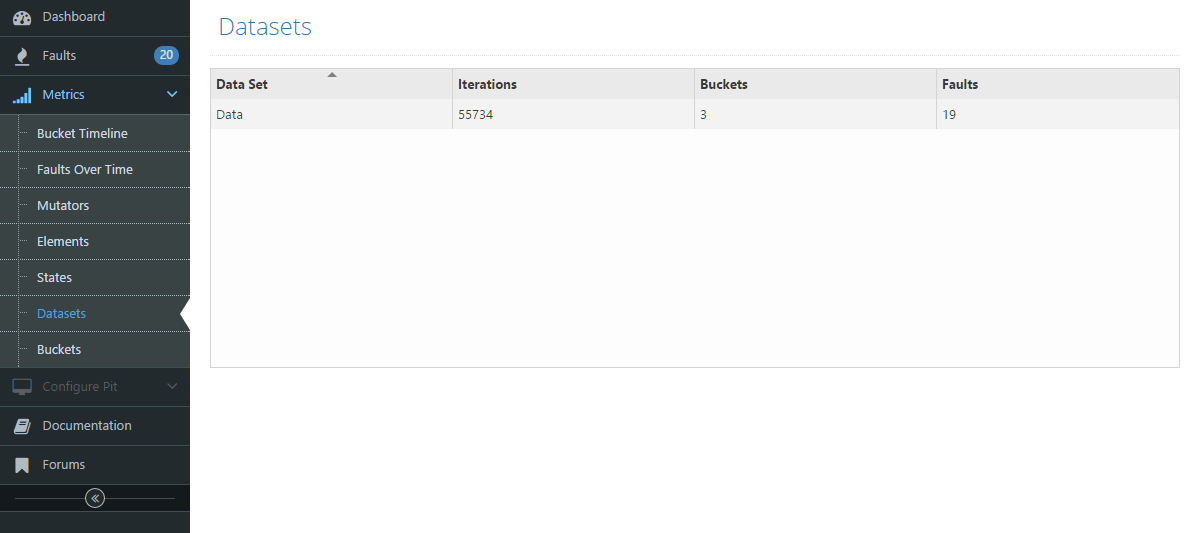 Dashboard
Faults 20
Metrics
Bucket Timeline
Faults Over Time
Mutators
Elements
States
Datasets
Buckets
Configure Pit
Documentation
Forums
Datasets
Data Set Iterations Buckets Faults
Data 55734 3 19